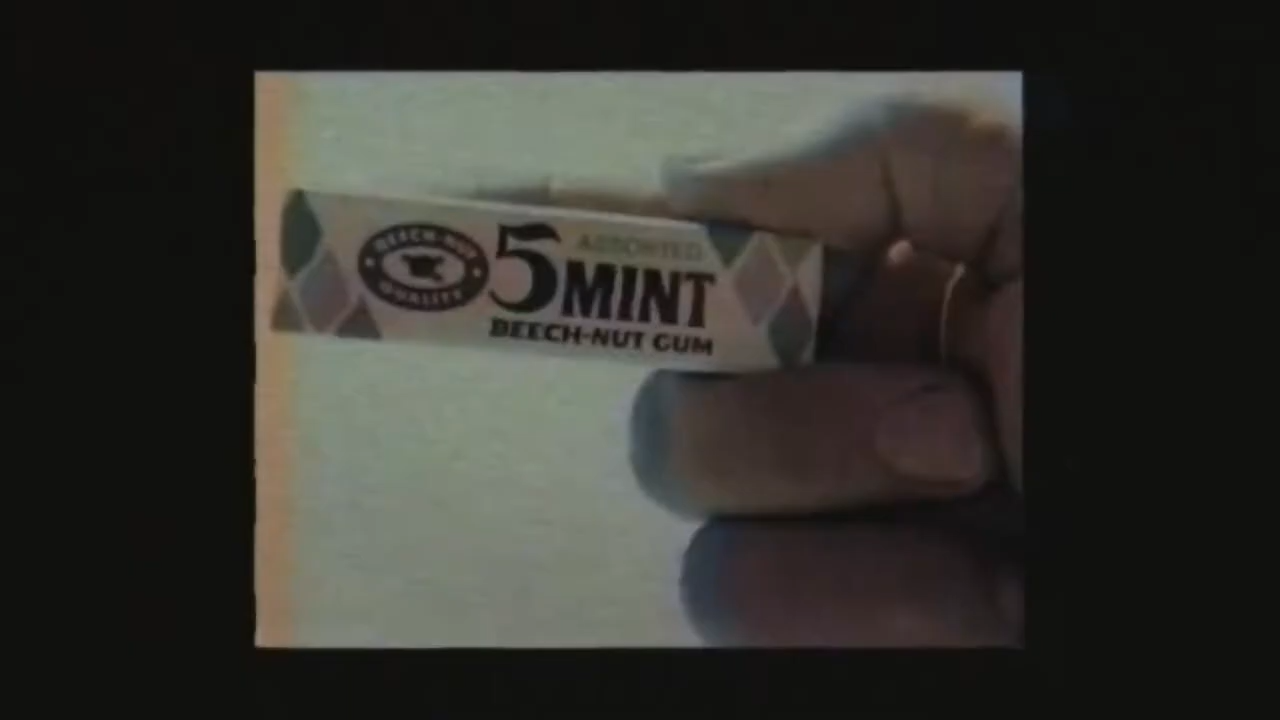 BEECH-NUT
QUALITY
5
ASSORTED
MINT
BEECH-NUT GUM